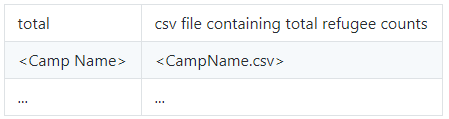 total csv file containing total refugee counts
<Camp Name> <CampName.csv>
... ...